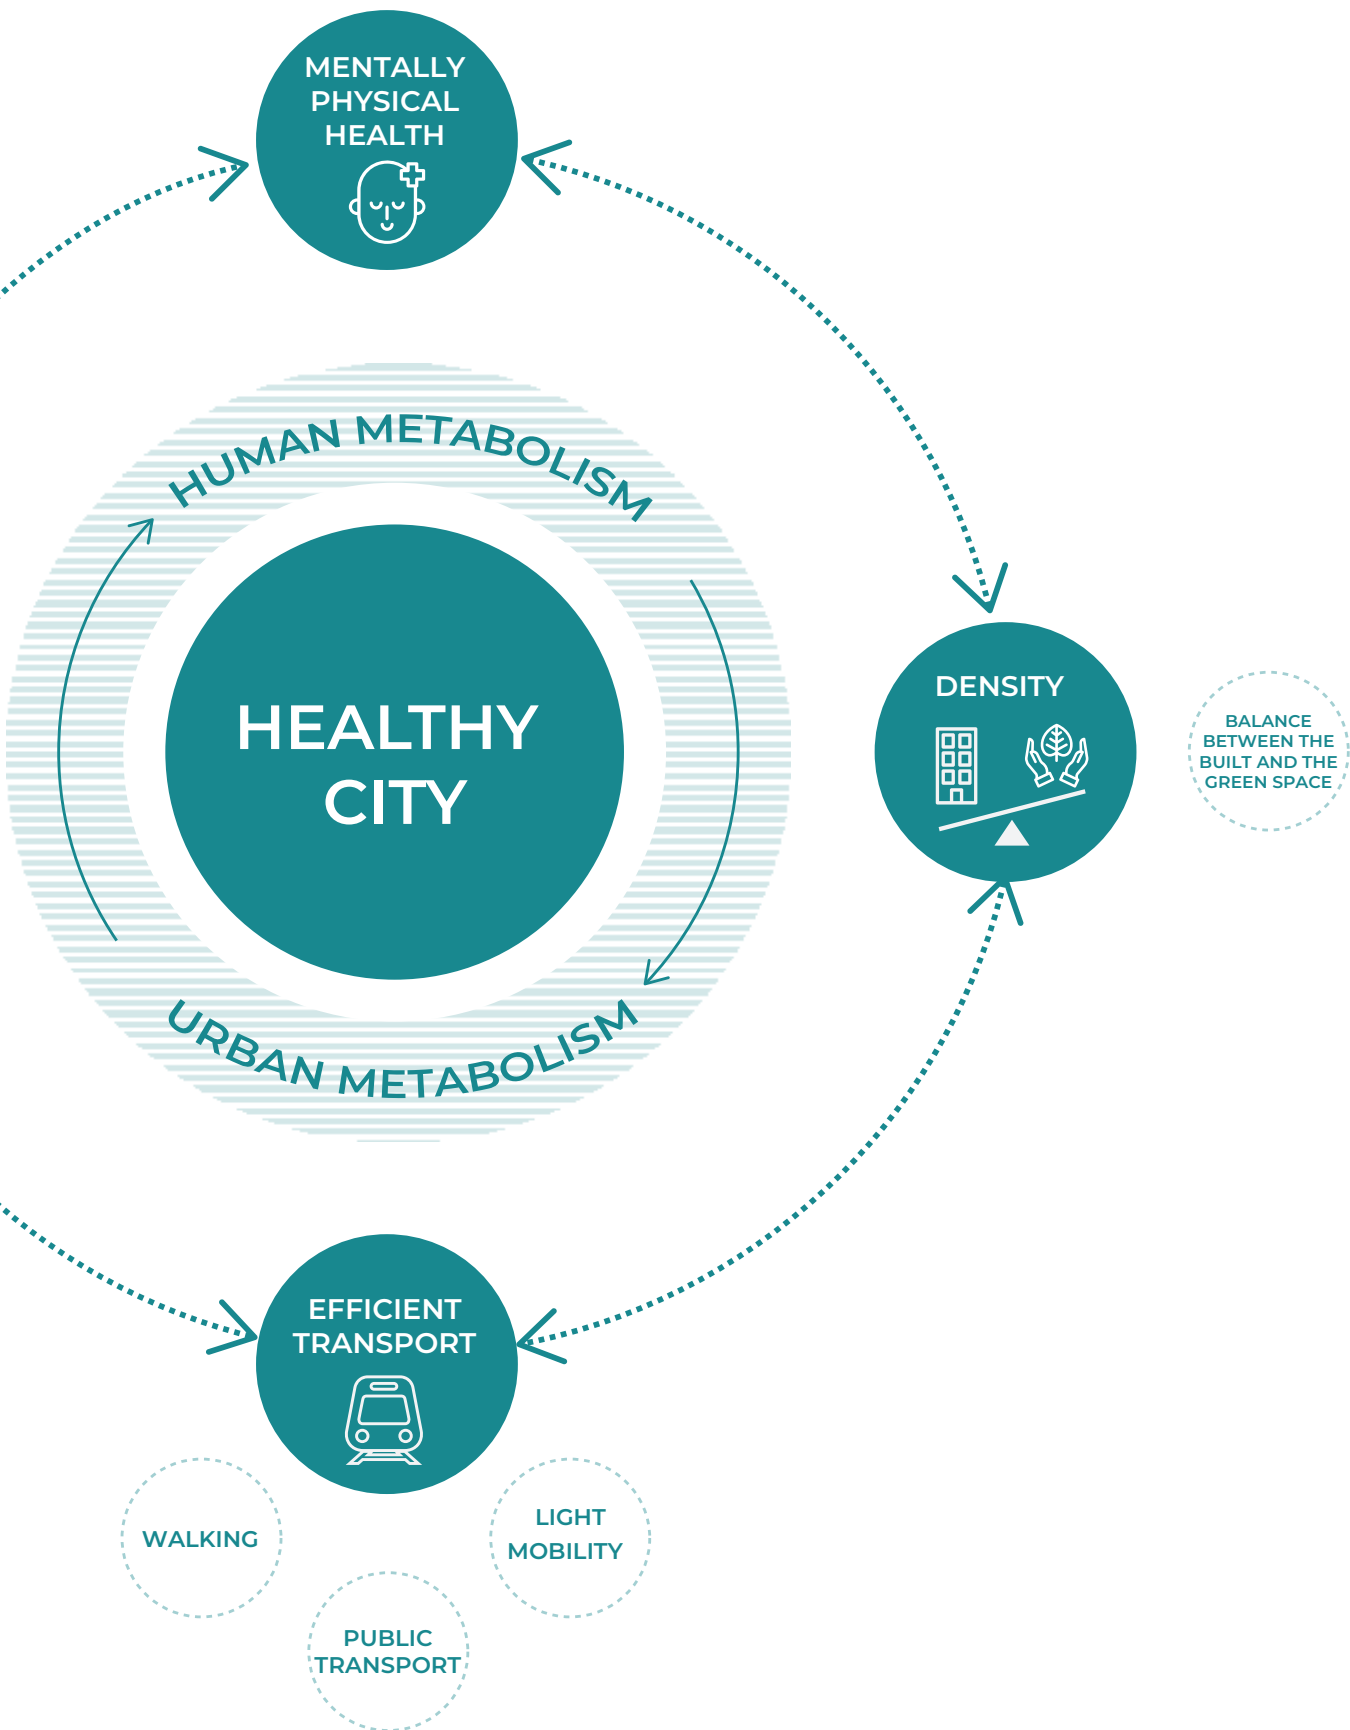 MENTALLY
PHYSICAL
HEALTH
HUMAN METABOLISM
HEALTHY
CITY
URBAN METABOLISM
DENSITY
BALANCE
BETWEEN THE
BUILT AND THE
GREEN SPACE
EFFICIENT
TRANSPORT
WALKING
LIGHT
MOBILITY
PUBLIC
TRANSPORT